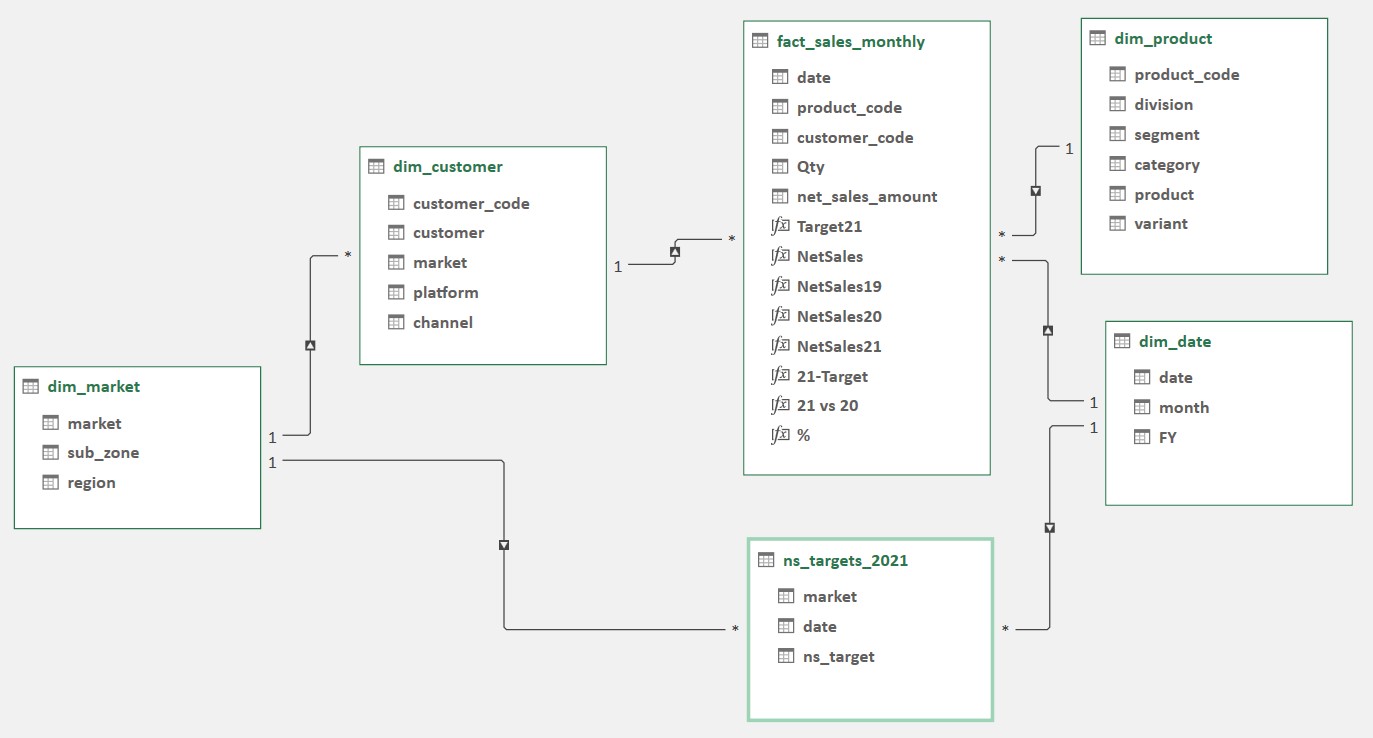 fact_sales_monthly
date
product_code
customer_code
Qty
net_sales_amount
Target21
NetSales
NetSales19
NetSales20
NetSales21
21-Target
21 vs 20
%
dim_product
product_code
division
segment
category
product
variant
dim_customer
customer_code
customer
market
platform
channel
dim_date
date
month
FY
dim_market
market
sub_zone
region
ns_targets_2021
market
date
ns_target
1
*
1
*
1
*
1
*
1
*
1
*